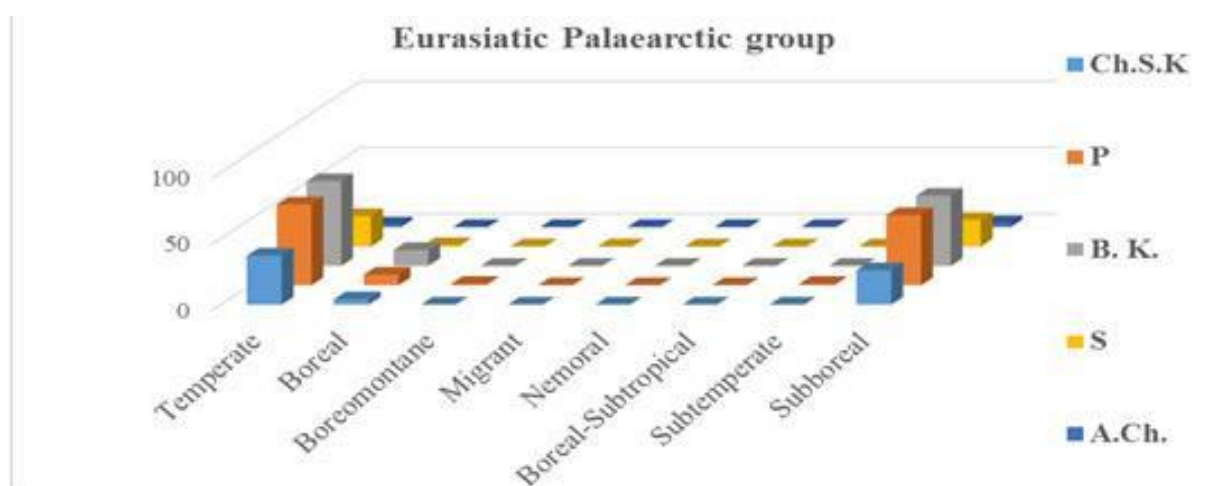 Eurasiatic Palaearctic group
100
50
0
Temperate
Boreal
Boreomontane
Migrant
Nemoral
Boreal-Subtropical
Subtemperate
Subboreal
Ch.S.K
P
B. K.
S
A.Ch.